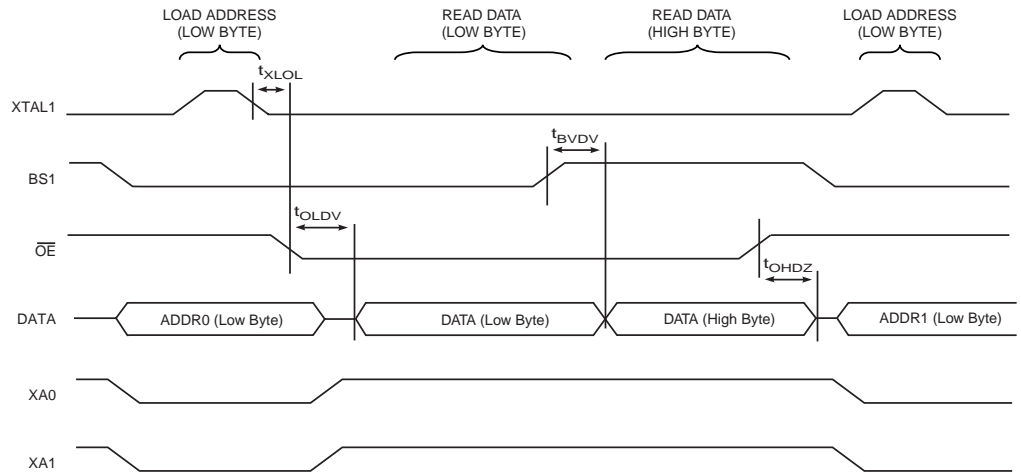 LOAD ADDRESS
(LOW BYTE)
READ DATA
(LOW BYTE)
READ DATA
(HIGH BYTE)
LOAD ADDRESS
(LOW BYTE)
tXLOL
XTAL1
tBVDV
BS1
tOLDV
OE
tOHDZ
DATA
ADDR0 (Low Byte)
DATA (Low Byte)
DATA (High Byte)
ADDR1 (Low Byte)
XA0
XA1